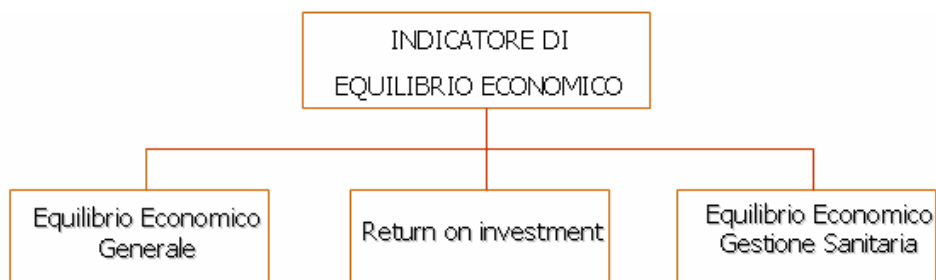 INDICATORE DI
EQUILIBRIO ECONOMICO
Equilibrio Economico
Generale
Return on investment
Equilibrio Economico
Gestione Sanitaria